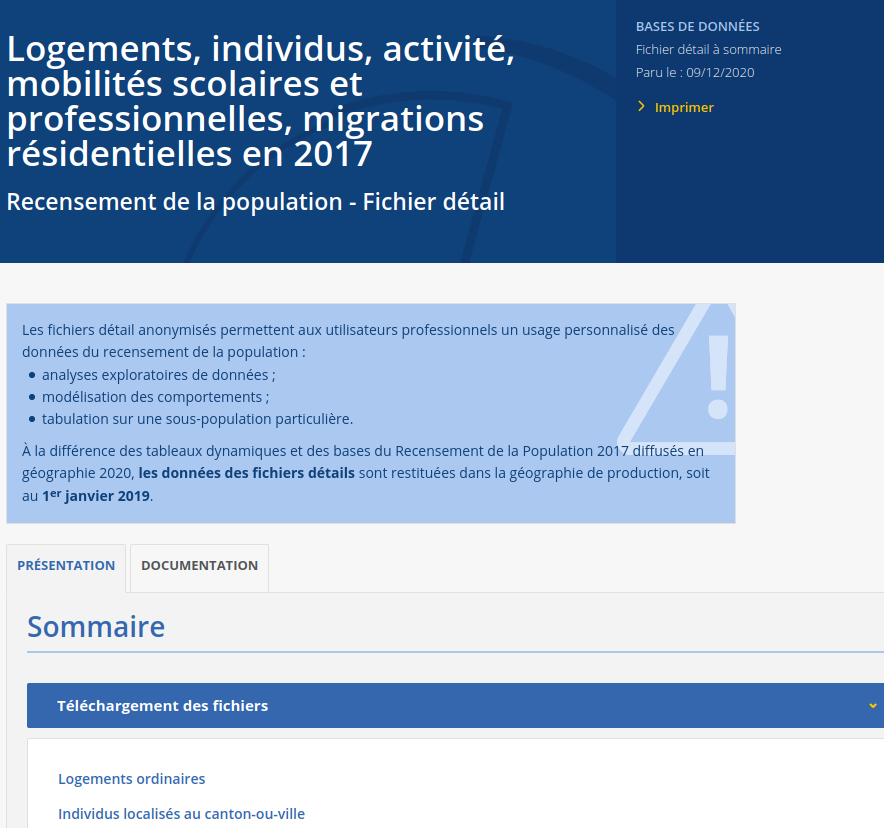 Logements, individus, activité,
mobilités scolaires et
professionnelles, migrations
résidentielles en 2017
Recensement de la population - Fichier détail
BASES DE DONNÉES
Fichier détail à sommaire
Paru le : 09/12/2020
Imprimer
Les fichiers détail anonymisés permettent aux utilisateurs professionnels un usage personnalisé des
données du recensement de la population :
• analyses exploratoires de données ;
• modélisation des comportements ;
• tabulation sur une sous-population particulière.
À la différence des tableaux dynamiques et des bases du Recensement de la Population 2017 diffusés en
géographie 2020, les données des fichiers détails sont restituées dans la géographie de production, soit
au 1er janvier 2019.
PRÉSENTATION
DOCUMENTATION
Sommaire
Téléchargement des fichiers
Logements ordinaires
Individus localisés au canton-ou-ville